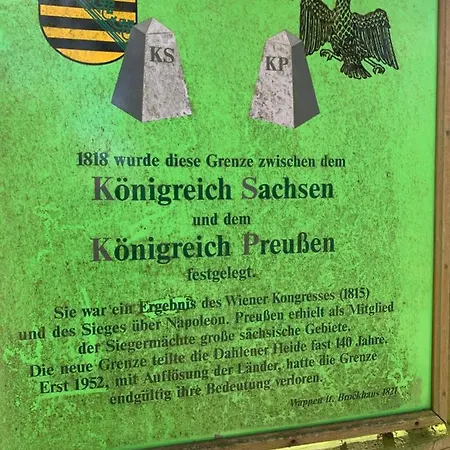 KS KP
1818 wurde diese Grenze zwischen dem
Königreich Sachsen
und dem
Königreich Preußen
festgelegt.
Sie war ein Ergebnis des Wiener Kongresses (1815)
und des Sieges über Napoleon. Preußen erhielt als Mitglied
der Siegermächte große sächsische Gebiete.
Die neue Grenze teilte die Dahlener Heide fast 140 Jahre.
Erst 1952, mit Auflösung der Länder, hatte die Grenze
endgültig ihre Bedeutung verloren.
Wappen lt. Brockhaus 1821